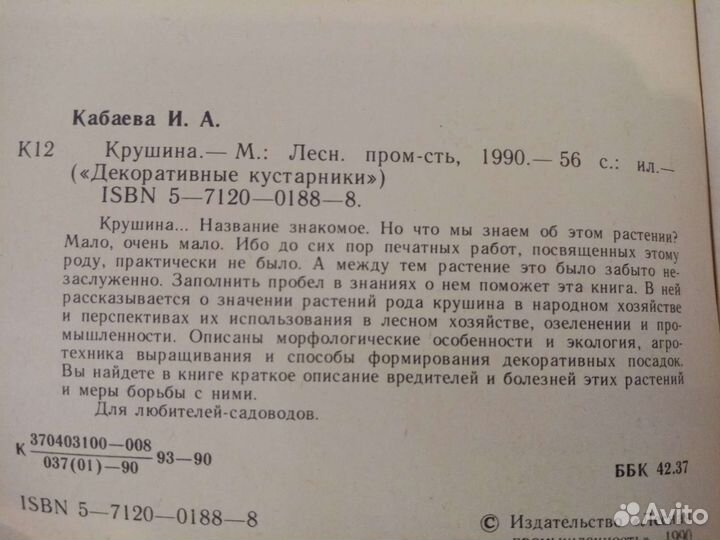 Кабаева И. А.
К12 Крушина.— М.: Лесн. пром-сть, 1990.— 56 с.: ил.—
(«Декоративные кустарники»)
ISBN 5—7120—0188—8.
Крушина... Название знакомое. Но что мы знаем об этом растении?
Мало, очень мало. Ибо до сих пор печатных работ, посвященных этому
роду, практически не было. А между тем растение это было забыто не-
заслуженно. Заполнить пробел в знаниях о нем поможет эта книга. В ней
рассказывается о значении растений рода крушина в народном хозяйстве
и перспективах их использования в лесном хозяйстве, озеленении и про-
мышленности. Описаны морфологические особенности и экология, агро-
техника выращивания и способы формирования декоративных посадок.
Вы найдете в книге краткое описание вредителей и болезней этих растений
и меры борьбы с ними.
Для любителей-садоводов.
К 370403100—008
037(01)—90 93—90
ББК 42.37
ISBN 5—7120—0188—8
© Издательство
1990
Avito